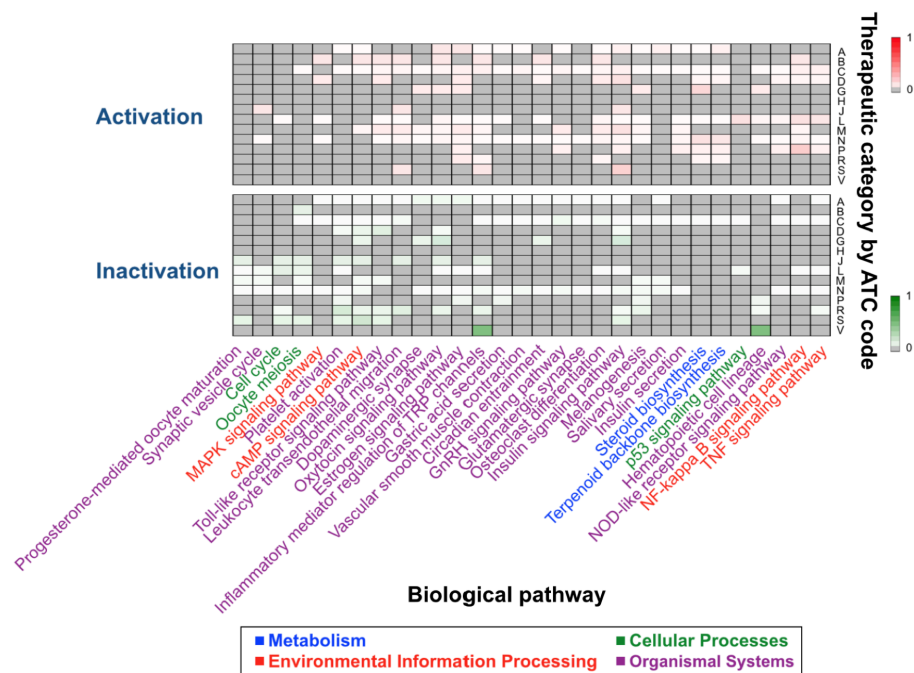 Activation
A
B
C
D
G
H
J
L
M
N
P
R
S
V
Inactivation
A
B
C
D
G
H
J
L
M
N
P
R
S
V
Therapeutic category by ATC code
1
0
1
0
Progesterone-mediated oocyte maturation
Synaptic vesicle cycle
Cell cycle
Oocyte meiosis
MAPK signaling pathway
Platelet activation
cAMP signaling pathway
Toll-like receptor signaling pathway
Leukocyte transendothelial migration
Dopaminergic synapse
Oxytocin signaling pathway
Estrogen signaling pathway
Inflammatory mediator regulation of TRP channels
Gastric acid secretion
Vascular smooth muscle contraction
Circadian entrainment
GnRH signaling pathway
Glutamatergic synapse
Osteoclast differentiation
Insulin signaling pathway
Melanogenesis
Salivary secretion
Insulin secretion
Steroid biosynthesis
Terpenoid backbone biosynthesis
p53 signaling pathway
Hematopoietic cell lineage
NOD-like receptor signaling pathway
NF-kappa B signaling pathway
TNF signaling pathway
Biological pathway
Metabolism
Cellular Processes
Environmental Information Processing
Organismal Systems